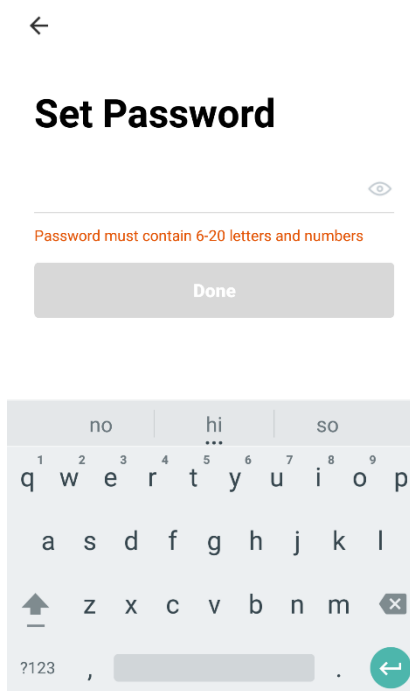 Set Password
Password must contain 6-20 letters and numbers
Done
no hi so
1 2 3 4 5 6 7 8 9
q w e r t y u i o p
a s d f g h j k l
z x c v b n m
?123 , .